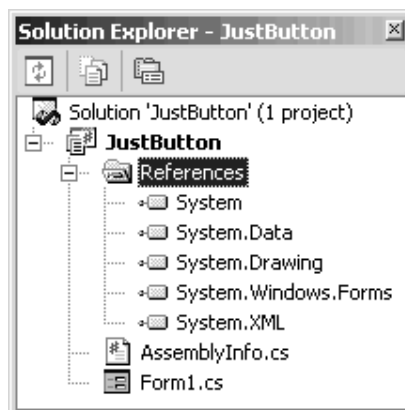 Solution Explorer - JustButton
Solution 'JustButton' (1 project)
JustButton
References
System
System.Data
System.Drawing
System.Windows.Forms
System.XML
AssemblyInfo.cs
Form1.cs